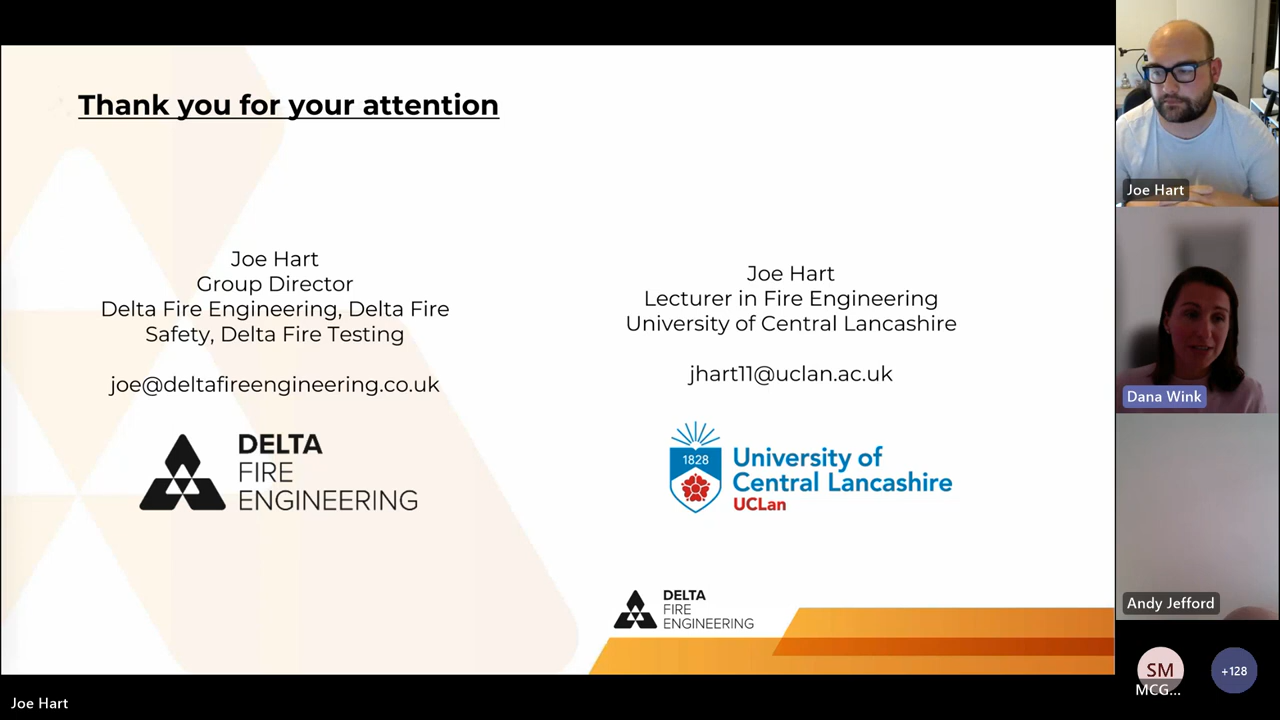 Thank you for your attention
Joe Hart
Group Director
Delta Fire Engineering, Delta Fire
Safety, Delta Fire Testing
joe@deltafireengineering.co.uk
DELTA
FIRE
ENGINEERING
Joe Hart
Lecturer in Fire Engineering
University of Central Lancashire
jhart11@uclan.ac.uk
1828
University of
Central Lancashire
UCLan
DELTA
FIRE
ENGINEERING
Joe Hart
Joe Hart
Dana Wink
Andy Jefford
SM
MCG...
+128